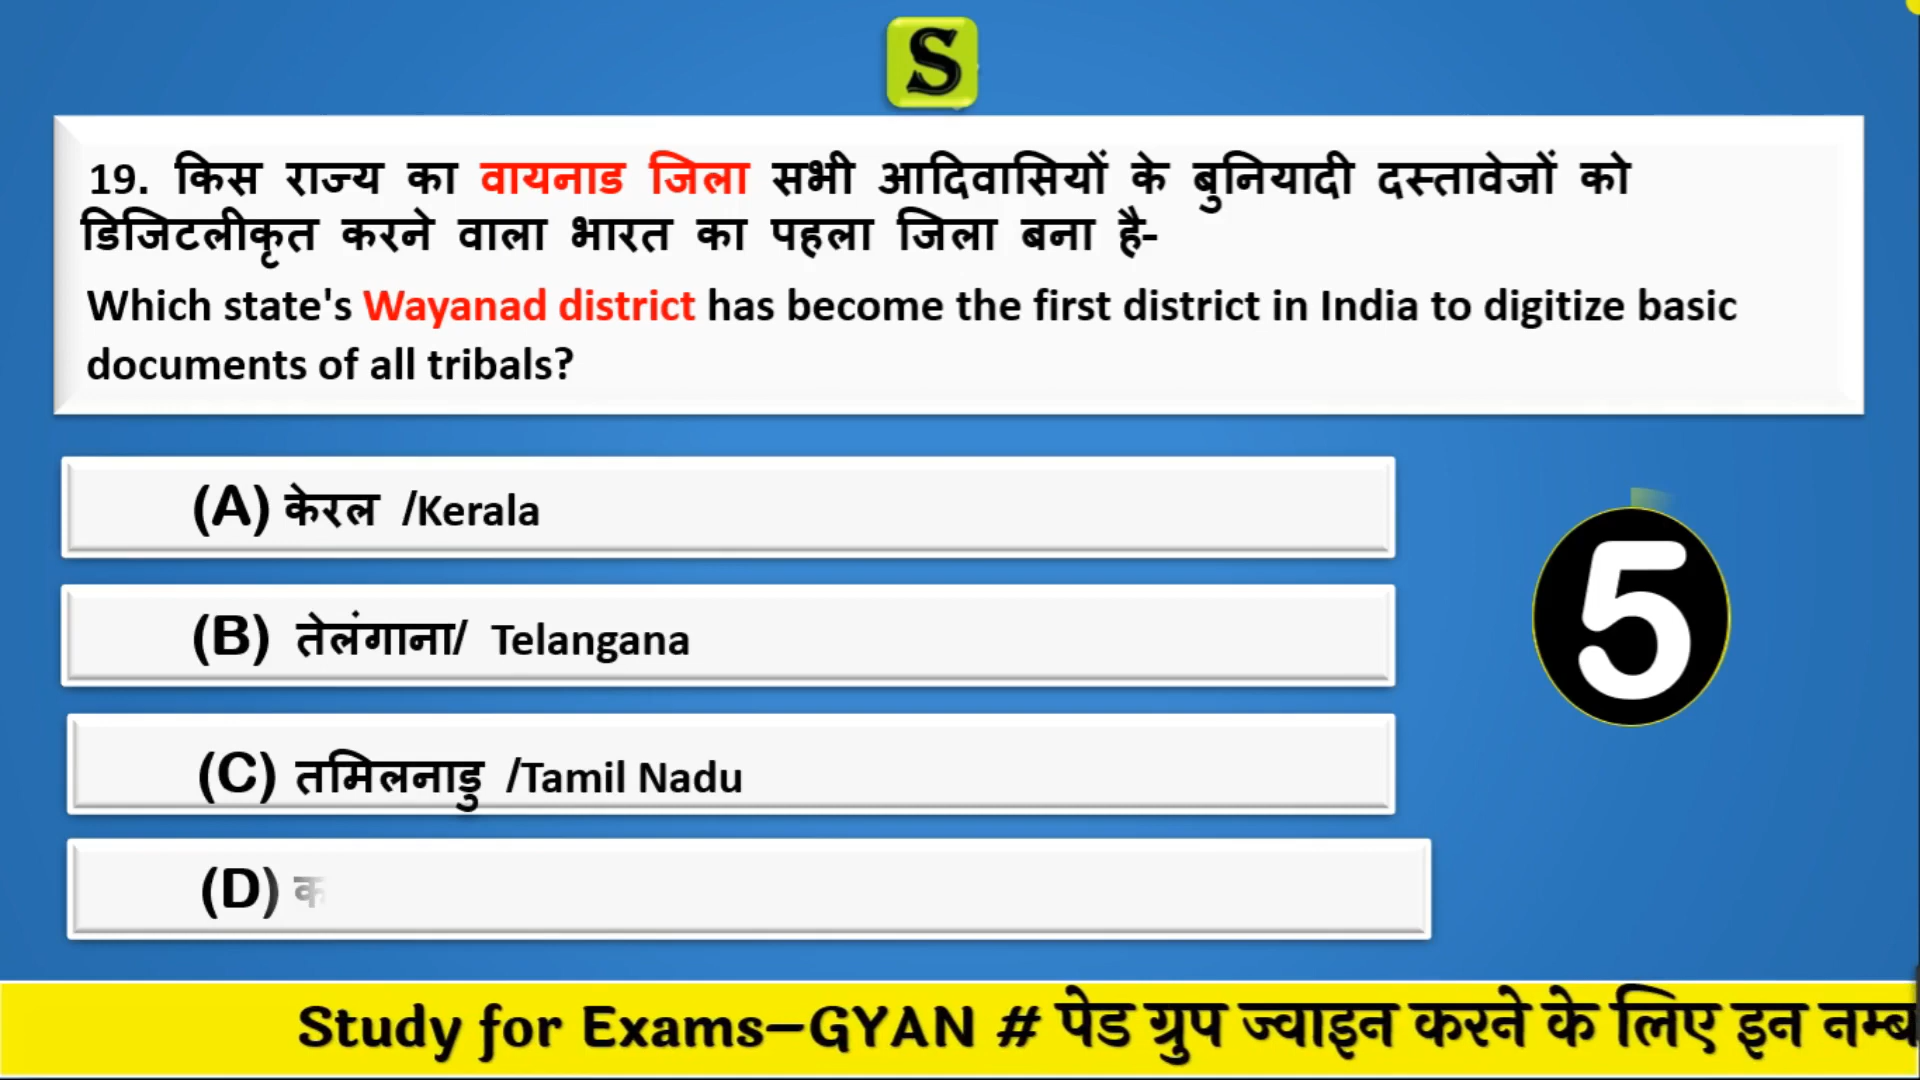 S
19. किस राज्य का वायनाड जिला सभी आदिवासियों के बुनियादी दस्तावेजों को
डिजिटलीकृत करने वाला भारत का पहला जिला बना है-
Which state's Wayanad district has become the first district in India to digitize basic
documents of all tribals?
(A) केरल /Kerala
(B) तेलंगाना/ Telangana
5
(C) तमिलनाडु /Tamil Nadu
(D)
Study for Exams—GYAN # पेड ग्रुप ज्वाइन करने के लिए इन